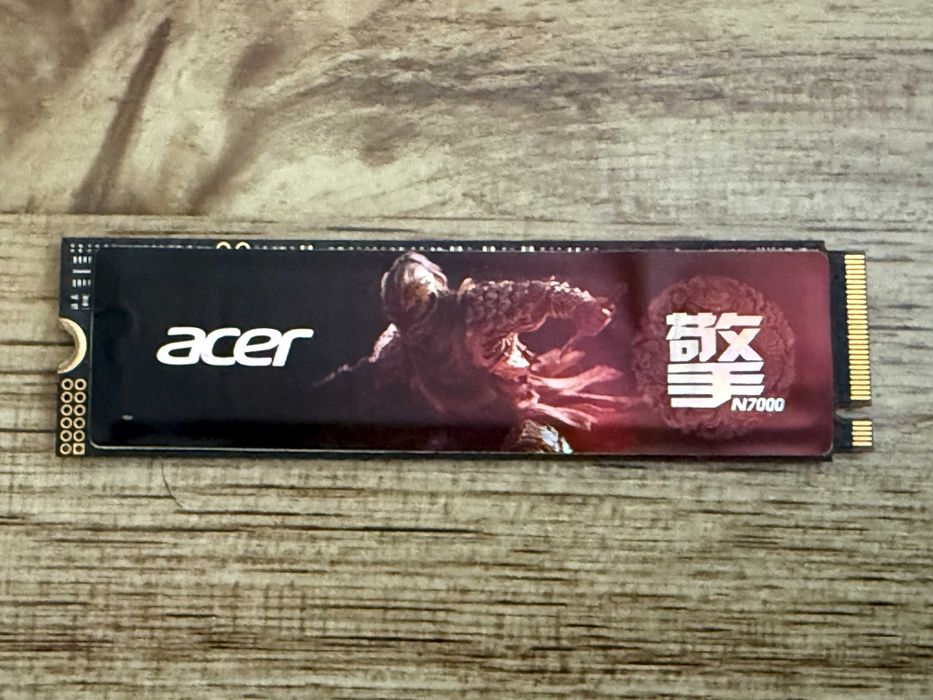 acer
擎
N7000